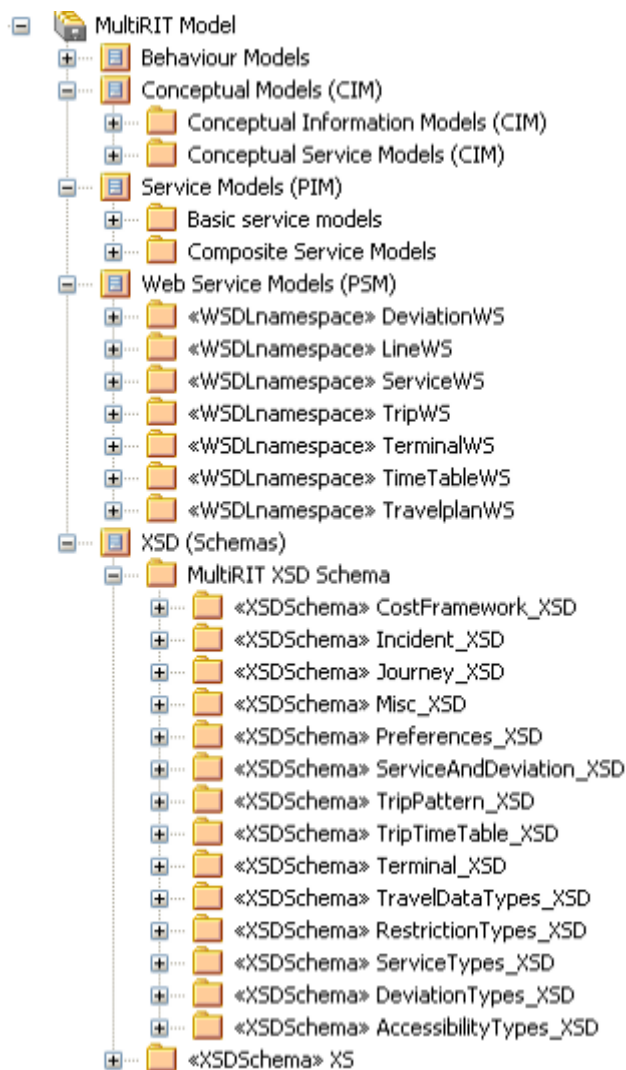 MultiRIT Model
Behaviour Models
Conceptual Models (CIM)
Conceptual Information Models (CIM)
Conceptual Service Models (CIM)
Service Models (PIM)
Basic service models
Composite Service Models
Web Service Models (PSM)
«WSDLnamespace» DeviationWS
«WSDLnamespace» LineWS
«WSDLnamespace» ServiceWS
«WSDLnamespace» TripWS
«WSDLnamespace» TerminalWS
«WSDLnamespace» TimeTableWS
«WSDLnamespace» TravelplanWS
XSD (Schemas)
MultiRIT XSD Schema
«XSDSchema» CostFramework_XSD
«XSDSchema» Incident_XSD
«XSDSchema» Journey_XSD
«XSDSchema» Misc_XSD
«XSDSchema» Preferences_XSD
«XSDSchema» ServiceAndDeviation_XSD
«XSDSchema» TripPattern_XSD
«XSDSchema» TripTimeTable_XSD
«XSDSchema» Terminal_XSD
«XSDSchema» TravelDataTypes_XSD
«XSDSchema» RestrictionTypes_XSD
«XSDSchema» ServiceTypes_XSD
«XSDSchema» DeviationTypes_XSD
«XSDSchema» AccessibilityTypes_XSD
«XSDSchema» XS